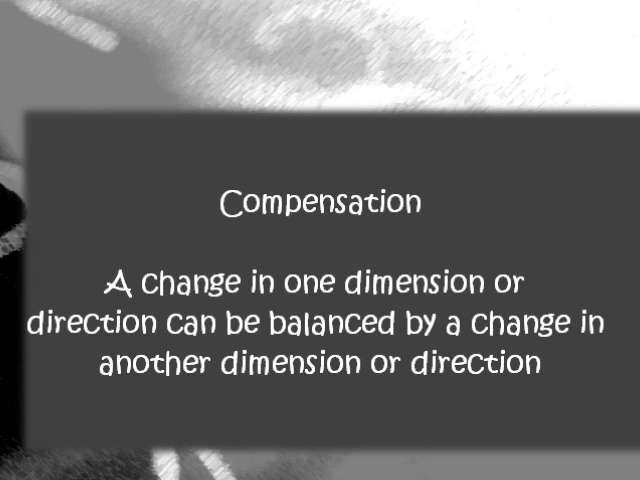 Compensation
A change in one dimension or
direction can be balanced by a change in
another dimension or direction